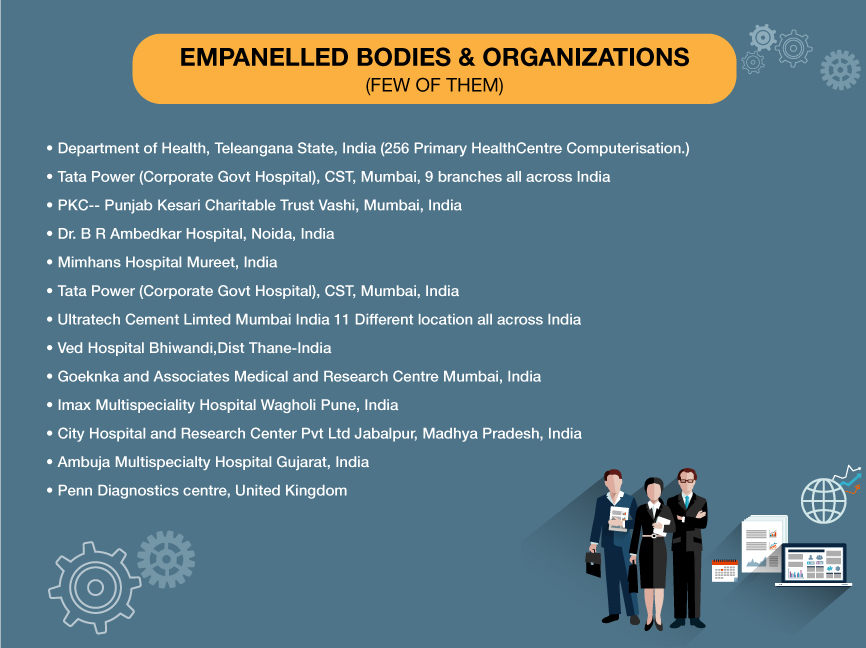 EMPANELLED BODIES & ORGANIZATIONS
(FEW OF THEM)
• Department of Health, Teleangana State, India (256 Primary HealthCentre Computerisation.)
• Tata Power (Corporate Govt Hospital), CST, Mumbai, 9 branches all across India
• PKC-- Punjab Kesari Charitable Trust Vashi, Mumbai, India
• Dr. B R Ambedkar Hospital, Noida, India
• Mimhans Hospital Mureet, India
• Tata Power (Corporate Govt Hospital), CST, Mumbai, India
• Ultratech Cement Limted Mumbai India 11 Different location all across India
• Ved Hospital Bhiwandi,Dist Thane-India
• Goeknka and Associates Medical and Research Centre Mumbai, India
• Imax Multispeciality Hospital Wagholi Pune, India
• City Hospital and Research Center Pvt Ltd Jabalpur, Madhya Pradesh, India
• Ambuja Multispecialty Hospital Gujarat, India
• Penn Diagnostics centre, United Kingdom